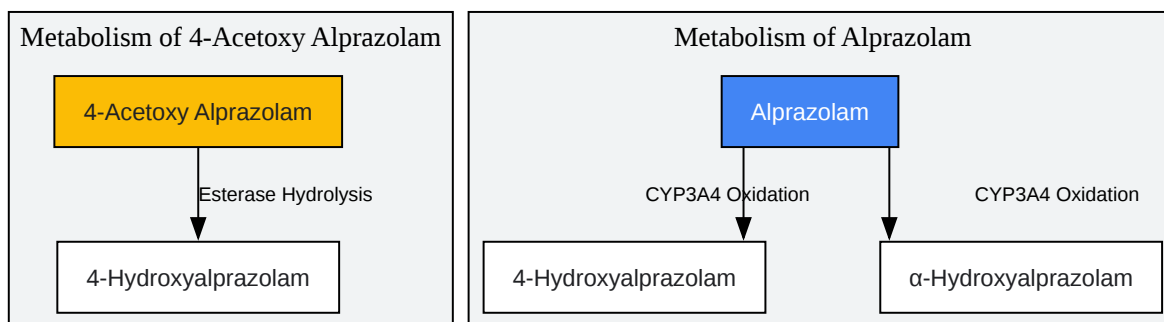 Metabolism of 4-Acetoxy Alprazolam
4-Acetoxy Alprazolam
Esterase Hydrolysis
4-Hydroxyalprazolam
Metabolism of Alprazolam
Alprazolam
CYP3A4 Oxidation
CYP3A4 Oxidation
4-Hydroxyalprazolam
α-Hydroxyalprazolam